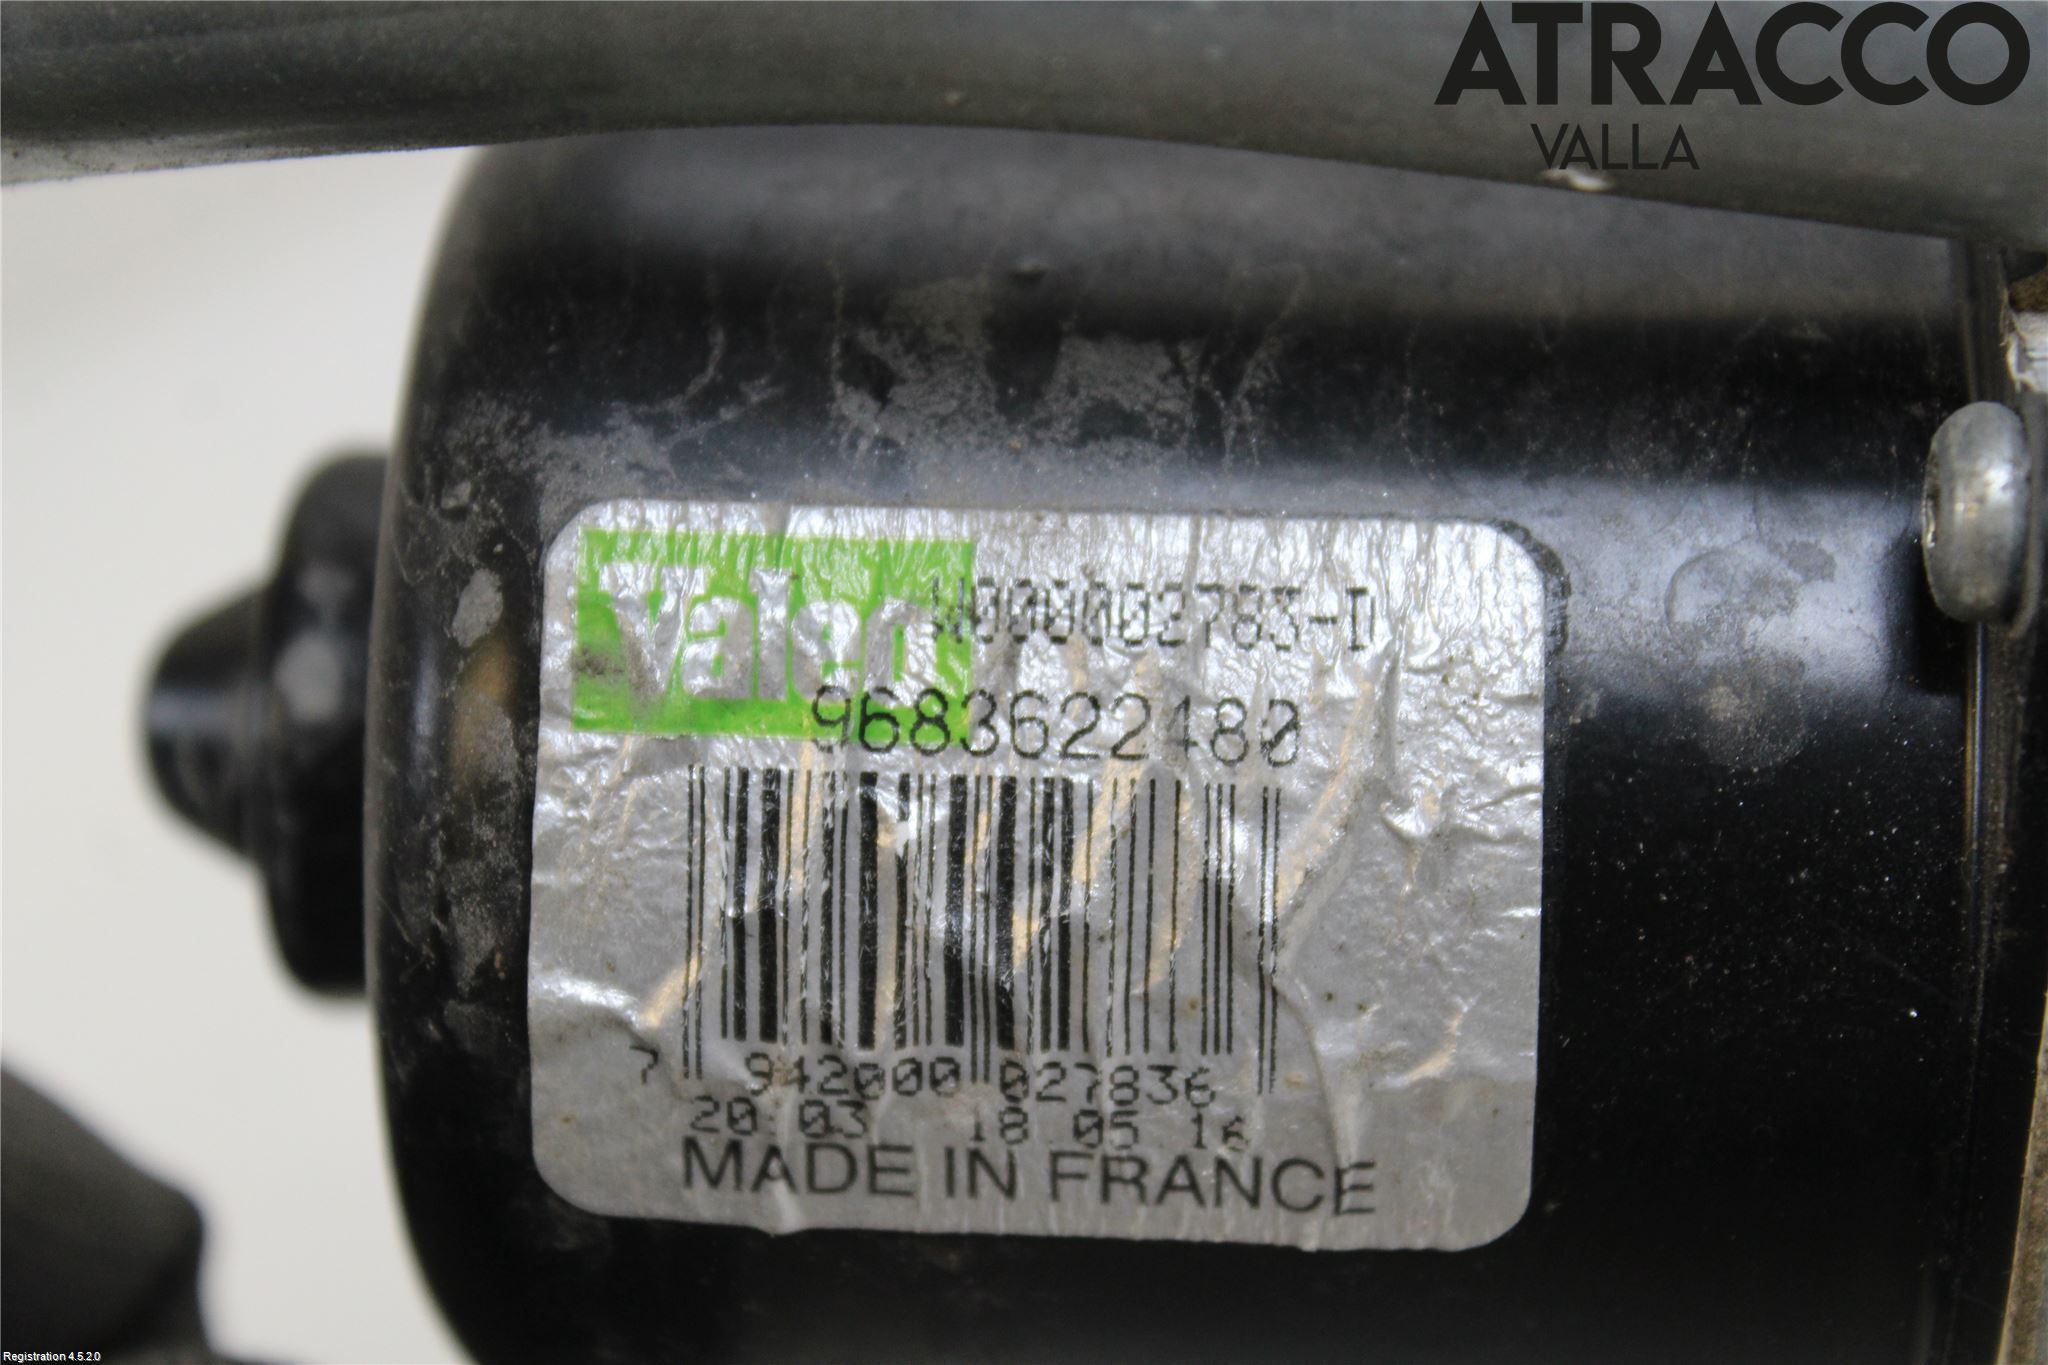 ATRACCO
VALLA
Valeo
W000002783-D
9683622480
7 942000 027836
20:03 18 05 16
MADE IN FRANCE
Registration 4.5.2.0